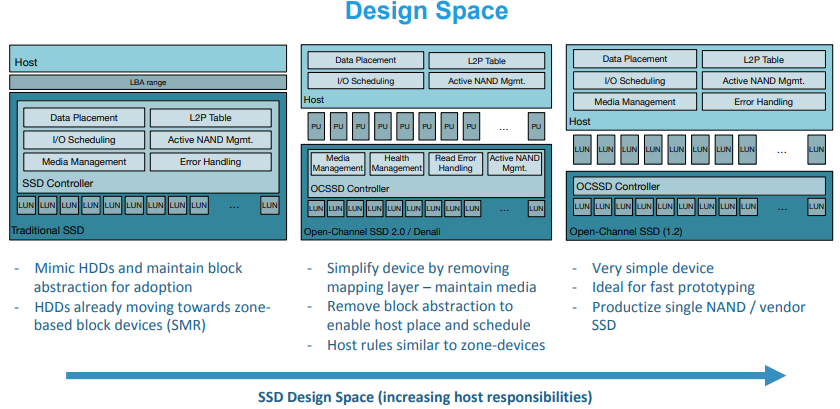 Design Space
Host
LBA range
Data Placement L2P Table
I/O Scheduling Active NAND Mgmt.
Media Management Error Handling
SSD Controller
LUN LUN LUN LUN LUN LUN LUN LUN LUN ... LUN
Traditional SSD
- Mimic HDDs and maintain block
abstraction for adoption
- HDDs already moving towards zone-
based block devices (SMR)
Data Placement L2P Table
I/O Scheduling Active NAND Mgmt.
Host
PU PU PU PU PU PU PU PU ... PU
Media Management Health Management Read Error Handling Active NAND Mgmt.
OCSSD Controller
LUN LUN LUN LUN LUN LUN LUN LUN LUN ... LUN
Open-Channel SSD 2.0 / Denali
- Simplify device by removing
mapping layer – maintain media
- Remove block abstraction to
enable host place and schedule
- Host rules similar to zone-devices
Data Placement L2P Table
I/O Scheduling Active NAND Mgmt.
Media Management Error Handling
Host
LUN LUN LUN LUN LUN LUN LUN LUN ... LUN
OCSSD Controller
LUN LUN LUN LUN LUN LUN LUN LUN LUN ... LUN
Open-Channel SSD (1.2)
- Very simple device
- Ideal for fast prototyping
- Productize single NAND / vendor
SSD
SSD Design Space (increasing host responsibilities)